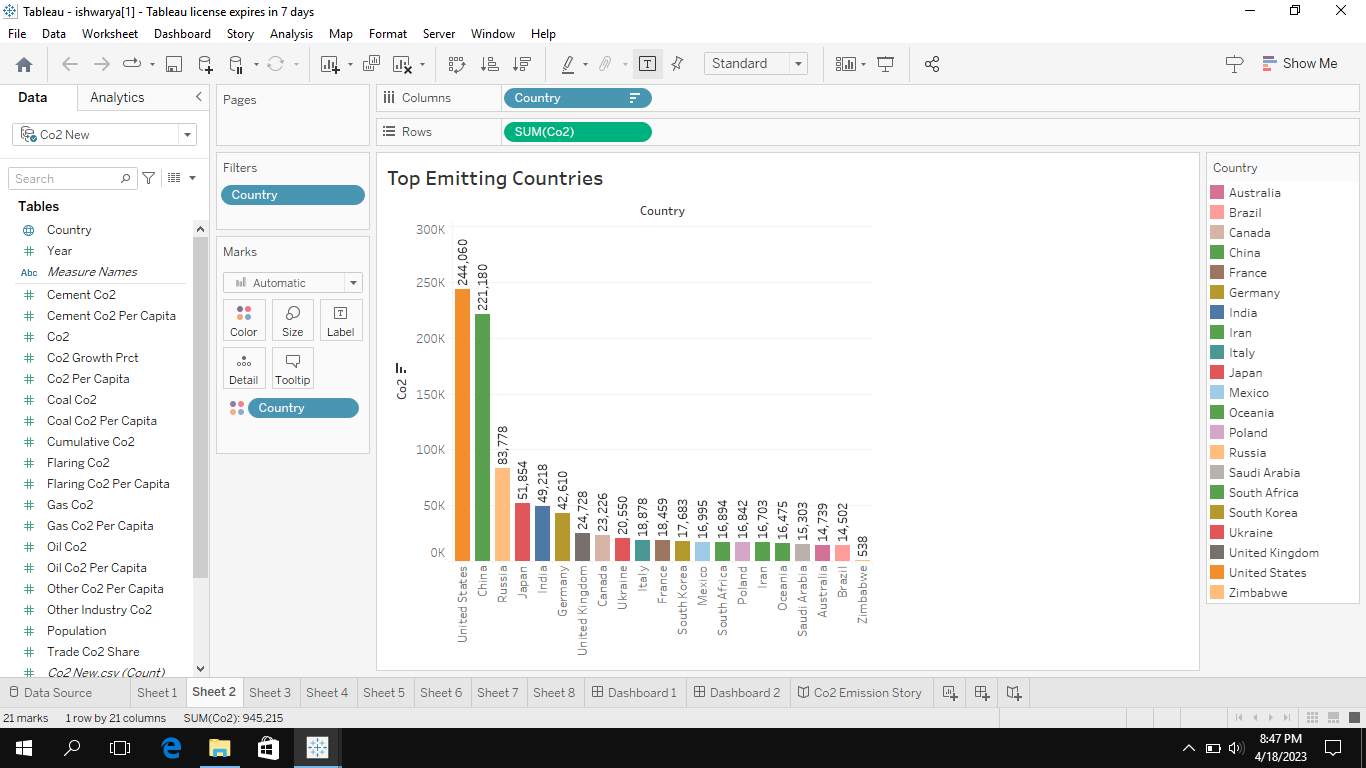 Tableau - ishwarya[1] - Tableau license expires in 7 days
File Data Worksheet Dashboard Story Analysis Map Format Server Window Help
Standard
Show Me
Data Analytics
Co2 New
Search
Tables
Country
Year
Abc Measure Names
Cement Co2
Cement Co2 Per Capita
Co2
Co2 Growth Prct
Co2 Per Capita
Coal Co2
Coal Co2 Per Capita
Cumulative Co2
Flaring Co2
Flaring Co2 Per Capita
Gas Co2
Gas Co2 Per Capita
Oil Co2
Oil Co2 Per Capita
Other Co2 Per Capita
Other Industry Co2
Population
Trade Co2 Share
Co2 New.csv (Count)
Pages
Filters
Country
Marks
Automatic
Color Size Label
Detail Tooltip
Country
Columns Country
Rows SUM(Co2)
Top Emitting Countries
Country
300K
250K
200K
150K
100K
50K
0K
Co2
244,060
221,180
83,778
51,854
49,218
42,610
24,728
23,226
20,550
18,878
18,459
17,683
16,995
16,894
16,842
16,703
16,475
15,303
14,739
14,502
538
United States
China
Russia
Japan
India
Germany
United Kingdom
Canada
Ukraine
Italy
France
South Korea
Mexico
South Africa
Poland
Iran
Oceania
Saudi Arabia
Australia
Brazil
Zimbabwe
Country
Australia
Brazil
Canada
China
France
Germany
India
Iran
Italy
Japan
Mexico
Oceania
Poland
Russia
Saudi Arabia
South Africa
South Korea
Ukraine
United Kingdom
United States
Zimbabwe
Data Source Sheet 1 Sheet 2 Sheet 3 Sheet 4 Sheet 5 Sheet 6 Sheet 7 Sheet 8 Dashboard 1 Dashboard 2 Co2 Emission Story
21 marks 1 row by 21 columns SUM(Co2): 945,215
8:47 PM
4/18/2023